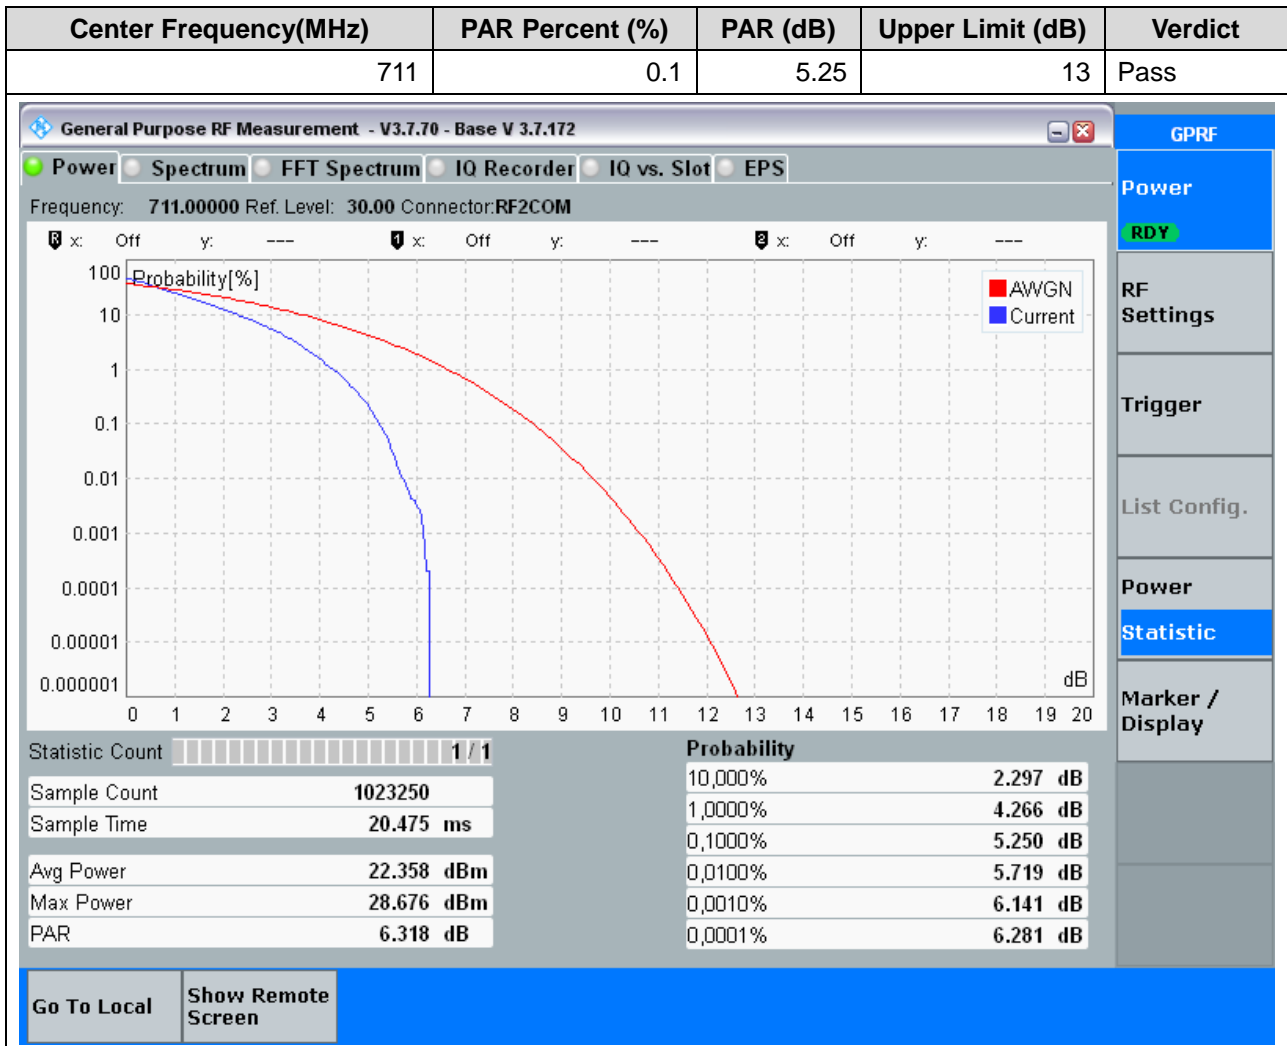 Center Frequency(MHz) PAR Percent (%) PAR (dB) Upper Limit (dB) Verdict
711 0.1 5.25 13 Pass
General Purpose RF Measurement - V3.7.70 - Base V 3.7.172
GPRF
Power Spectrum FFT Spectrum IQ Recorder IQ vs. Slot EPS
Frequency: 711.00000 Ref. Level: 30.00 Connector:RF2COM
R x: Off y: --- 1 x: Off y: --- 2 x: Off y: ---
Probability[%]
AWGN
Current
100
10
1
0.1
0.01
0.001
0.0001
0.00001
0.000001
dB
0 1 2 3 4 5 6 7 8 9 10 11 12 13 14 15 16 17 18 19 20
Statistic Count 1 / 1
Sample Count 1023250
Sample Time 20.475 ms
Avg Power 22.358 dBm
Max Power 28.676 dBm
PAR 6.318 dB
Probability
10,000% 2.297 dB
1,0000% 4.266 dB
0,1000% 5.250 dB
0,0100% 5.719 dB
0,0010% 6.141 dB
0,0001% 6.281 dB
Power
RDY
RF
Settings
Trigger
List Config.
Power
Statistic
Marker /
Display
Go To Local
Show Remote
Screen